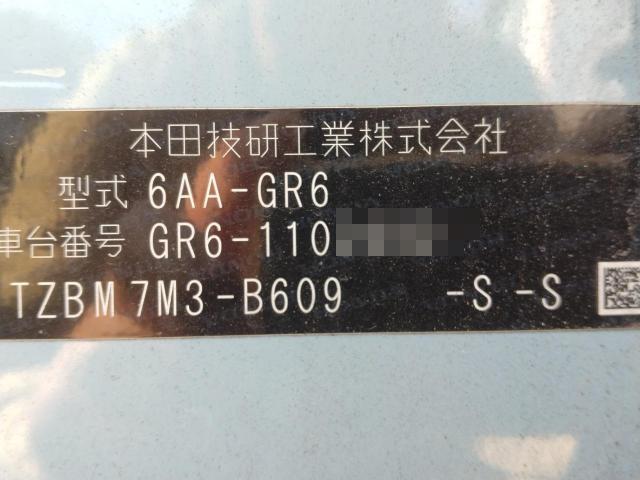 本田技研工業株式会社
型式 6AA-GR6
車台番号 GR6-110
TZBM 7M3-B609 -S -S